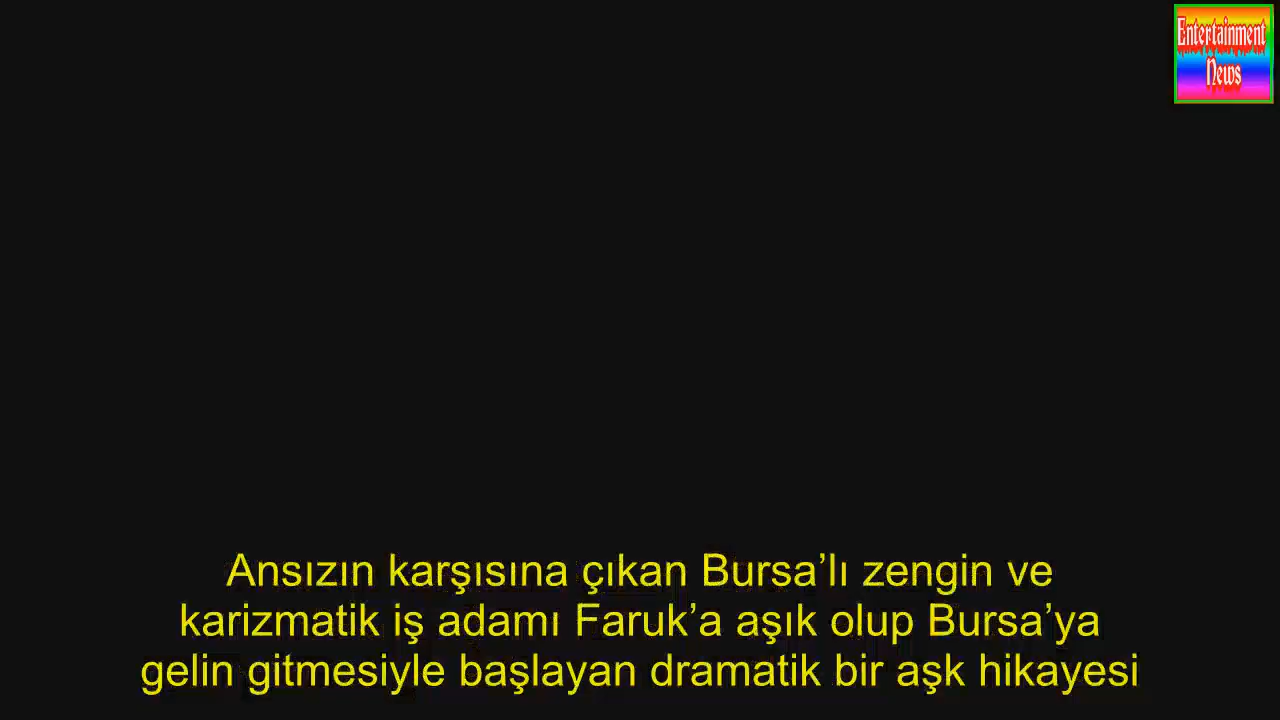 Entertainment
News
Ansızın karşısına çıkan Bursa’lı zengin ve
karizmatik iş adamı Faruk’a aşık olup Bursa’ya
gelin gitmesiyle başlayan dramatik bir aşk hikayesi